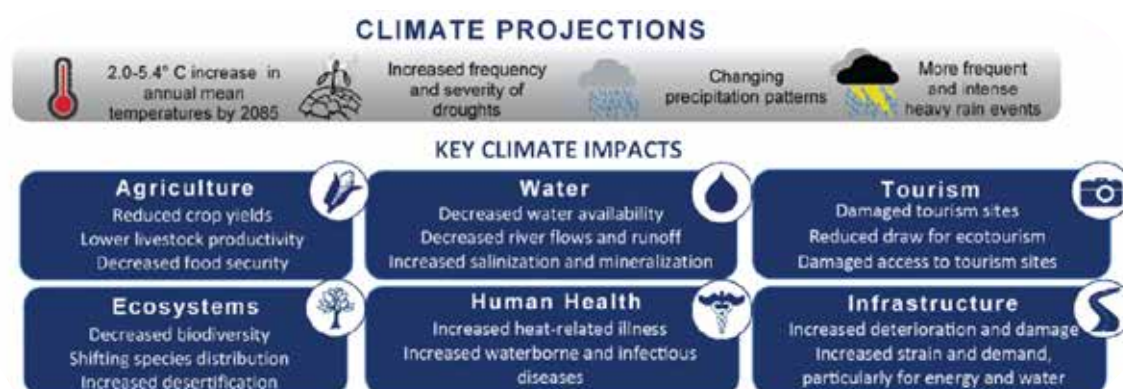 CLIMATE PROJECTIONS
2.0-5.4° C increase in
annual mean
temperatures by 2085
Increased frequency
and severity of
droughts
Changing
precipitation patterns
More frequent
and intense
heavy rain events
KEY CLIMATE IMPACTS
Agriculture
Reduced crop yields
Lower livestock productivity
Decreased food security
Water
Decreased water availability
Decreased river flows and runoff
Increased salinization and mineralization
Tourism
Damaged tourism sites
Reduced draw for ecotourism
Damaged access to tourism sites
Ecosystems
Decreased biodiversity
Shifting species distribution
Increased desertification
Human Health
Increased heat-related illness
Increased waterborne and infectious
diseases
Infrastructure
Increased deterioration and damage
Increased strain and demand,
particularly for energy and water